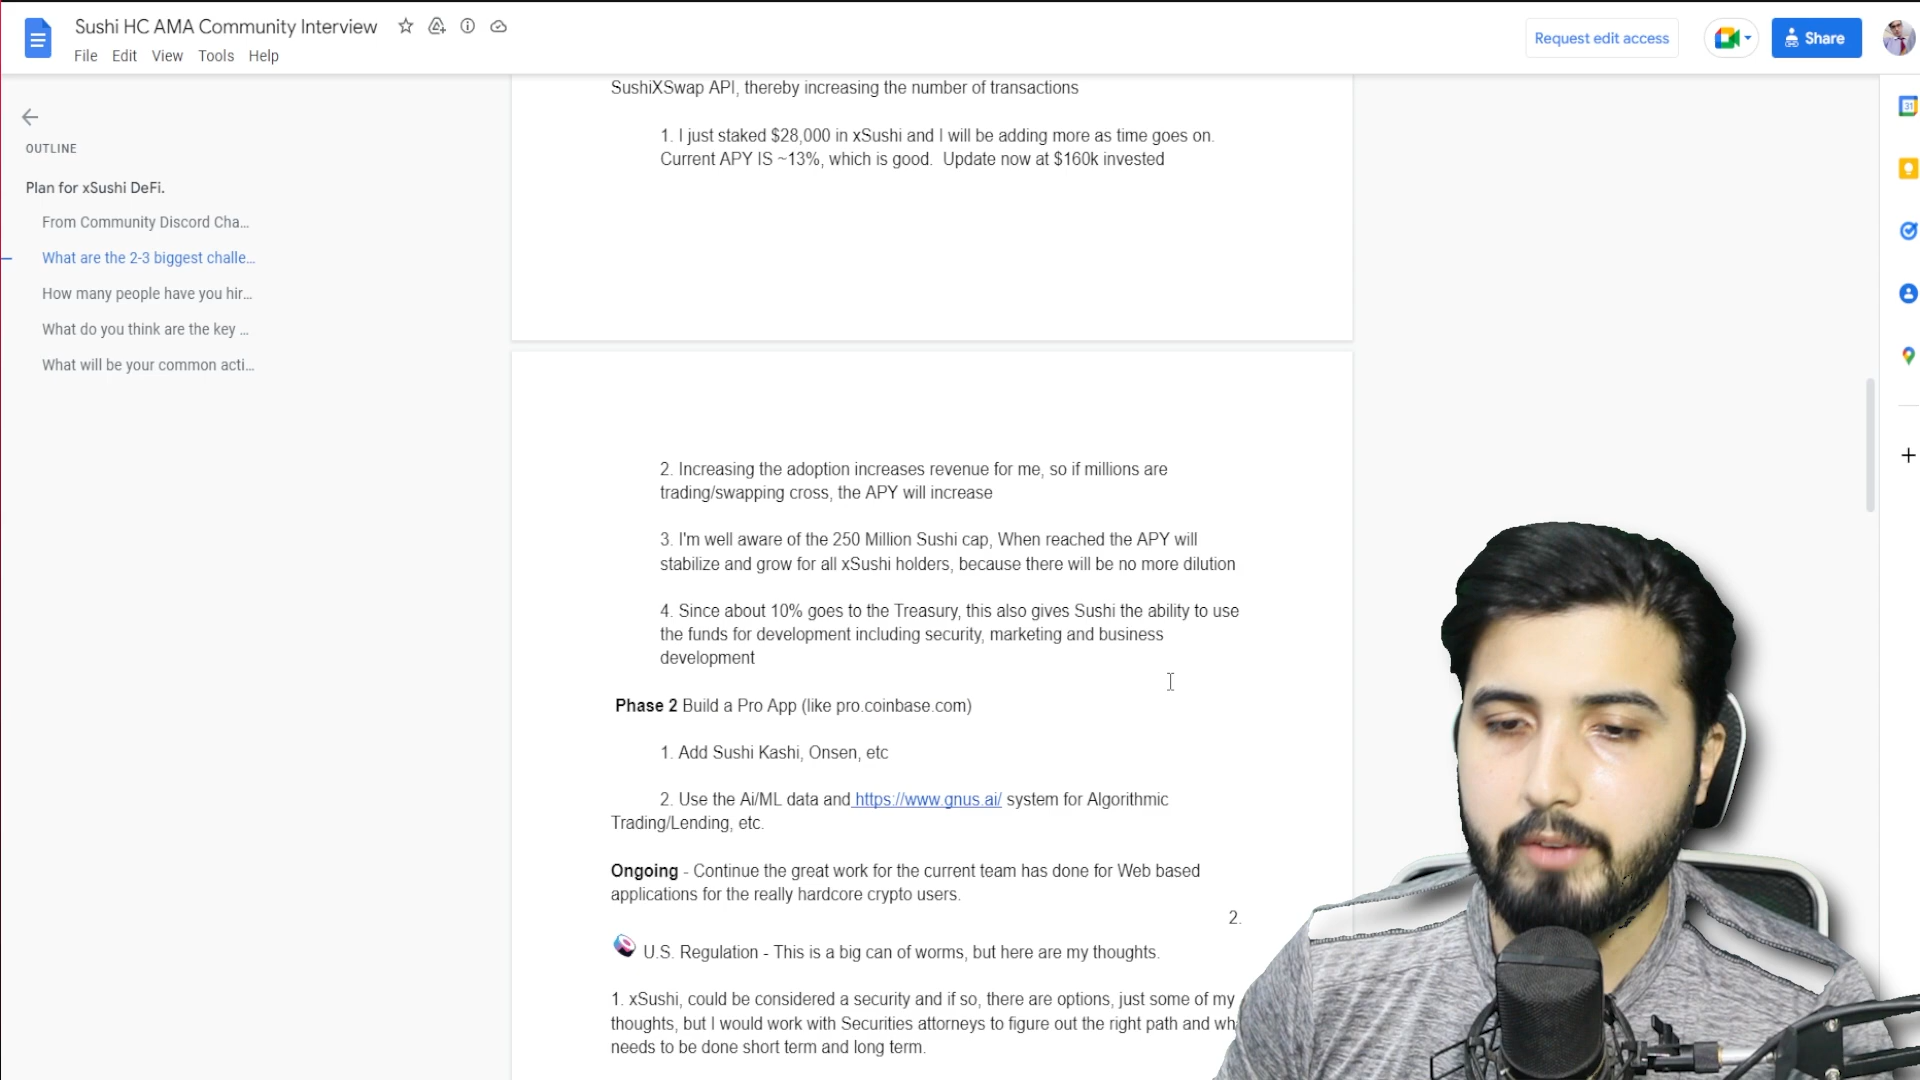 Sushi HC AMA Community Interview
File Edit View Tools Help
Request edit access
Share
OUTLINE
Plan for xSushi DeFi.
From Community Discord Cha...
What are the 2-3 biggest challe...
How many people have you hir...
What do you think are the key ...
What will be your common acti...
SushiXSwap API, thereby increasing the number of transactions
1. I just staked $28,000 in xSushi and I will be adding more as time goes on.
Current APY IS ~13%, which is good. Update now at $160k invested
2. Increasing the adoption increases revenue for me, so if millions are
trading/swapping cross, the APY will increase
3. I'm well aware of the 250 Million Sushi cap, When reached the APY will
stabilize and grow for all xSushi holders, because there will be no more dilution
4. Since about 10% goes to the Treasury, this also gives Sushi the ability to use
the funds for development including security, marketing and business
development
Phase 2 Build a Pro App (like pro.coinbase.com)
1. Add Sushi Kashi, Onsen, etc
2. Use the Ai/ML data and https://www.gnus.ai/ system for Algorithmic
Trading/Lending, etc.
Ongoing - Continue the great work for the current team has done for Web based
applications for the really hardcore crypto users.
2.
U.S. Regulation - This is a big can of worms, but here are my thoughts.
1. xSushi, could be considered a security and if so, there are options, just some of my
thoughts, but I would work with Securities attorneys to figure out the right path and
needs to be done short term and long term.
31